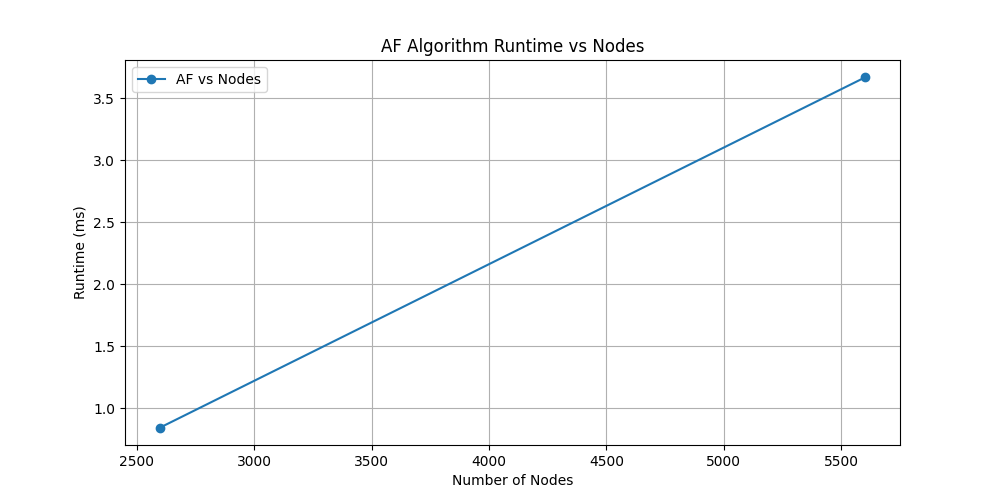 AF Algorithm Runtime vs Nodes
AF vs Nodes
3.5
3.0
2.5
2.0
1.5
1.0
Runtime (ms)
2500 3000 3500 4000 4500 5000 5500
Number of Nodes